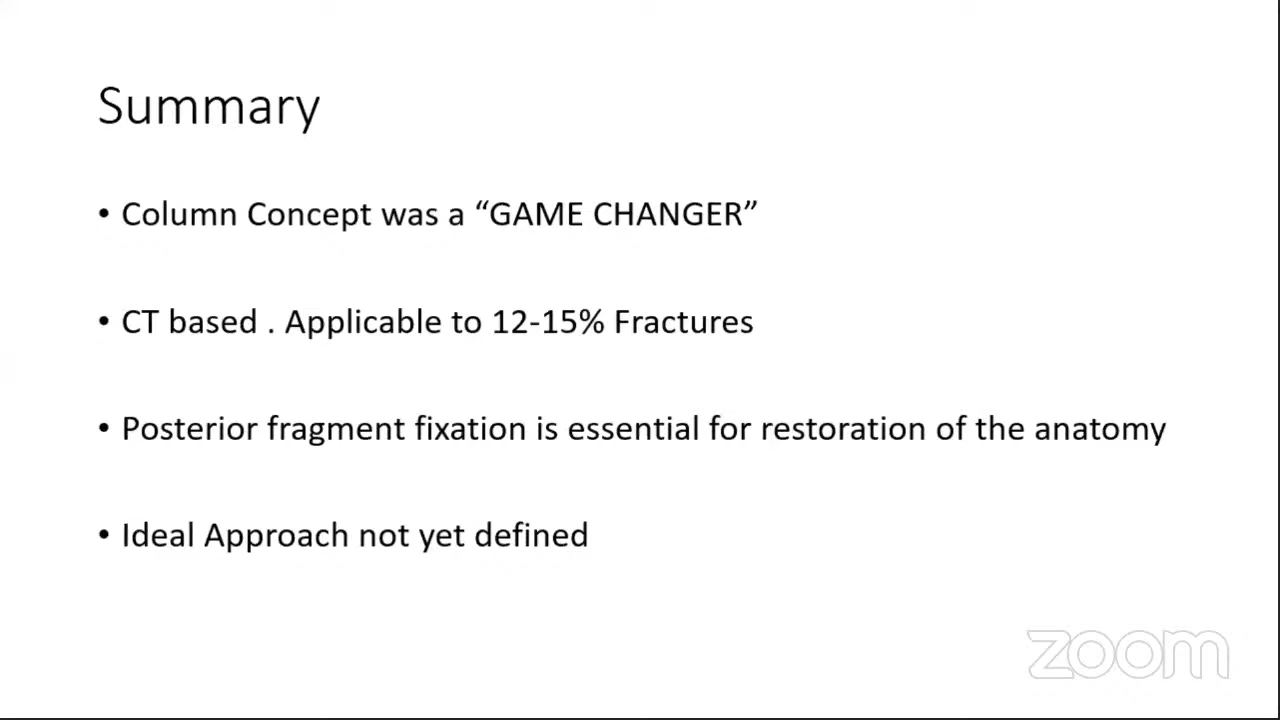 Summary
• Column Concept was a “GAME CHANGER”
• CT based . Applicable to 12-15% Fractures
• Posterior fragment fixation is essential for restoration of the anatomy
• Ideal Approach not yet defined
zoom